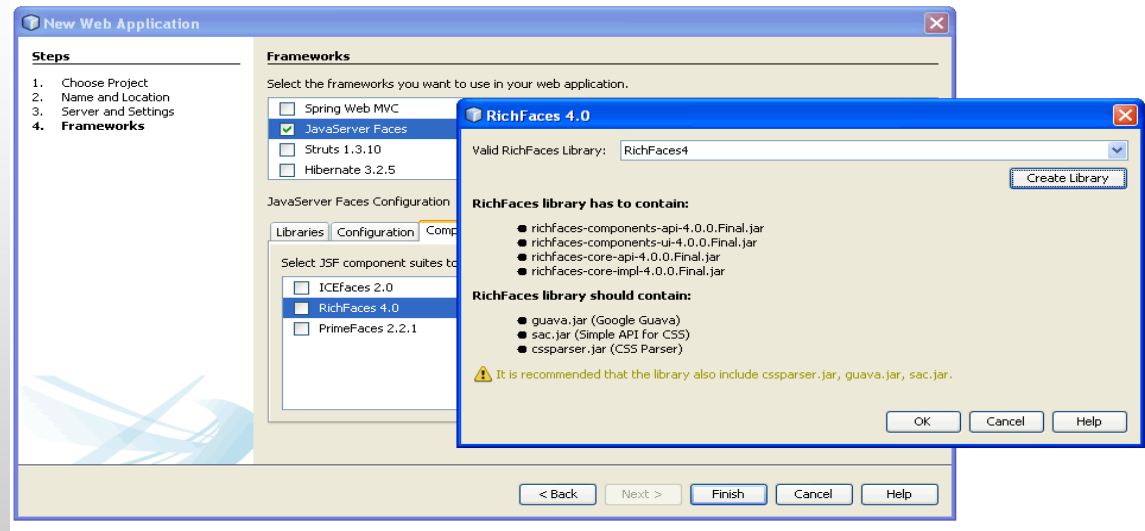 New Web Application
Steps
1. Choose Project
2. Name and Location
3. Server and Settings
4. Frameworks
Frameworks
Select the frameworks you want to use in your web application.
Spring Web MVC
JavaServer Faces
Struts 1.3.10
Hibernate 3.2.5
JavaServer Faces Configuration
Libraries Configuration Comp
Select JSF component suites to
ICEfaces 2.0
RichFaces 4.0
PrimeFaces 2.2.1
< Back Next > Finish Cancel Help
RichFaces 4.0
Valid RichFaces Library: RichFaces4
Create Library
RichFaces library has to contain:
richfaces-components-api-4.0.0.Final.jar
richfaces-components-ui-4.0.0.Final.jar
richfaces-core-api-4.0.0.Final.jar
richfaces-core-impl-4.0.0.Final.jar
RichFaces library should contain:
guava.jar (Google Guava)
sac.jar (Simple API for CSS)
cssparser.jar (CSS Parser)
It is recommended that the library also include cssparser.jar, guava.jar, sac.jar.
OK Cancel Help